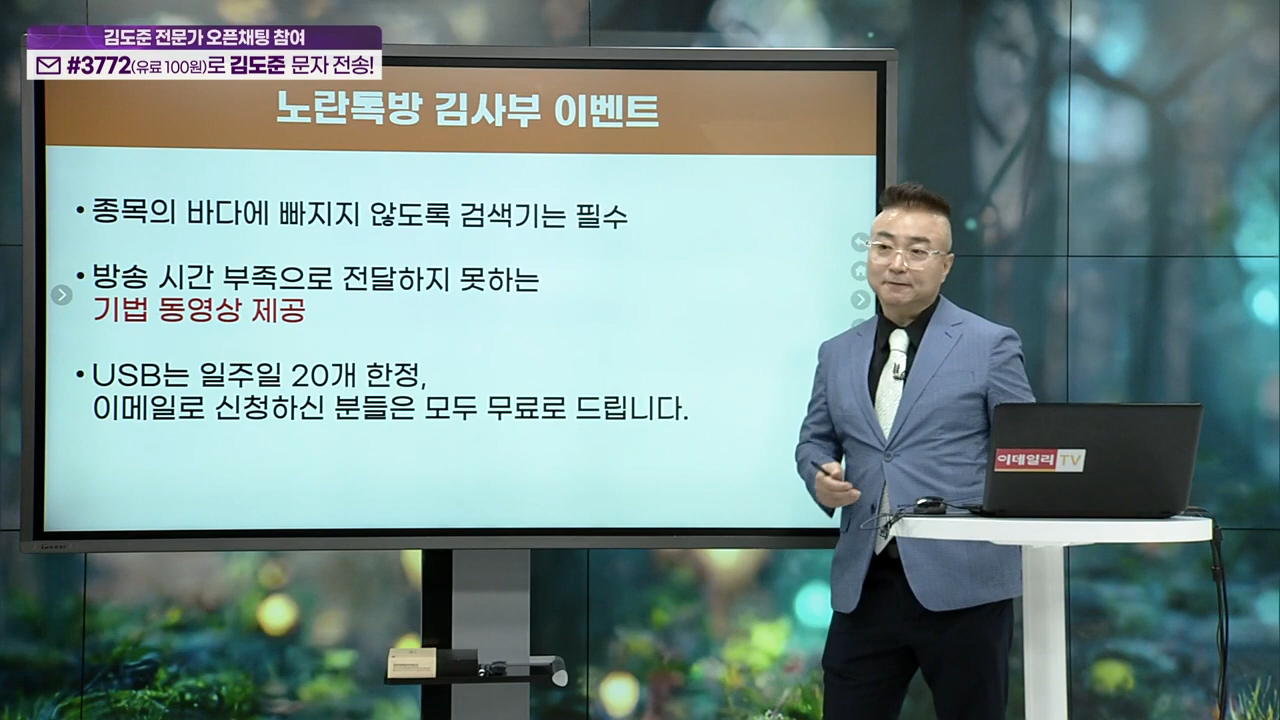 김도준 전문가 오픈채팅 참여
#3772(유료 100원)로 김도준 문자 전송!
노란톡방 김사부 이벤트
• 종목의 바다에 빠지지 않도록 검색기는 필수
• 방송 시간 부족으로 전달하지 못하는
기법 동영상 제공
• USB는 일주일 20개 한정,
이메일로 신청하신 분들은 모두 무료로 드립니다.
이데일리 TV